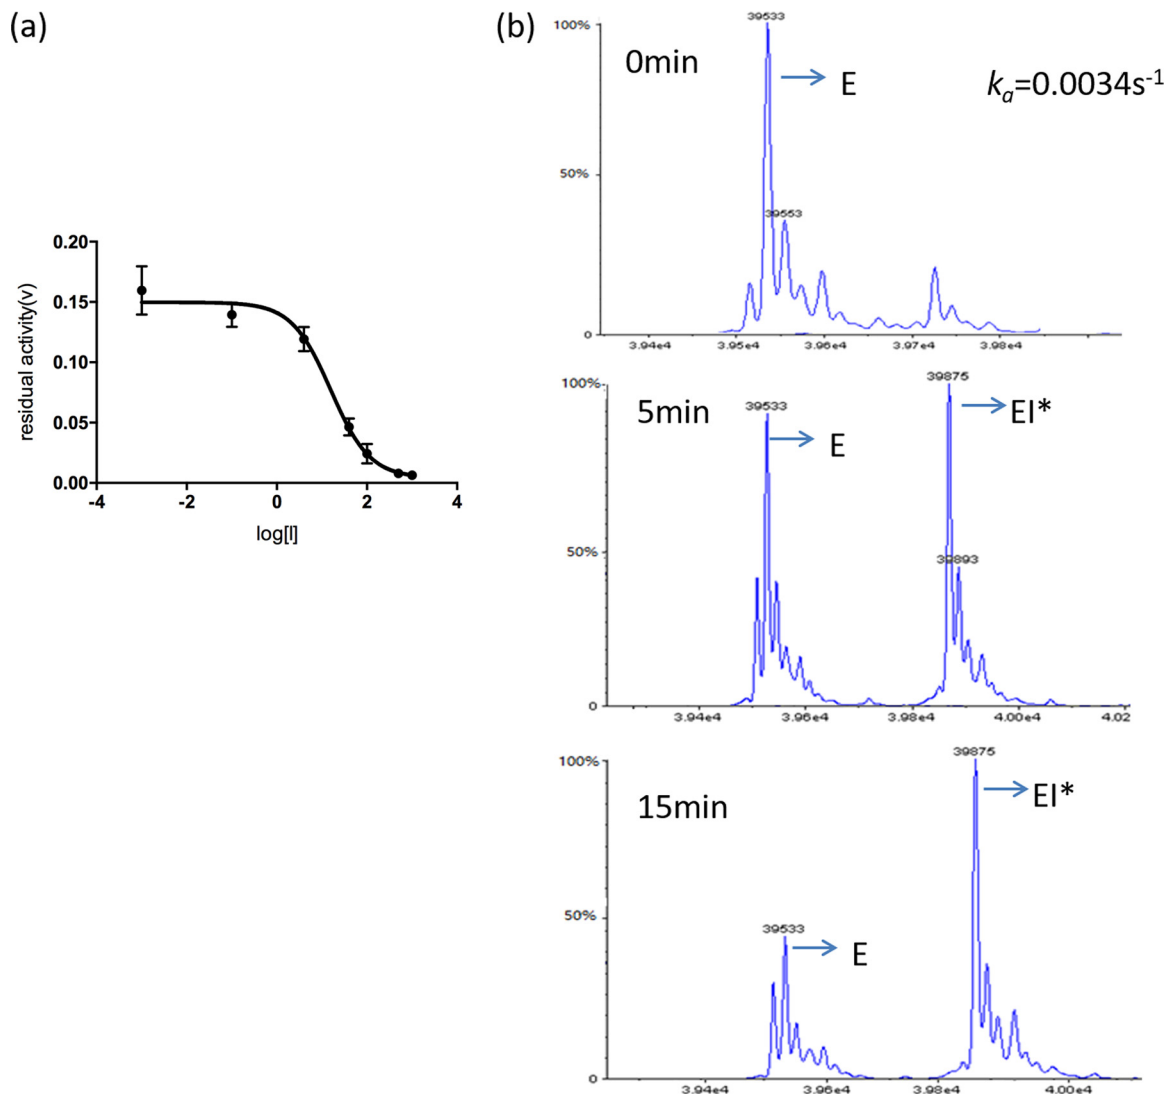 (a)
0.20
0.15
0.10
0.05
0.00
-4
-2
0
2
4
residual activity(v)
log[I]
(b)
0min
kₐ=0.0034s⁻¹
100%
50%
0
39533
E
39553
3.94e4
3.95e4
3.96e4
3.97e4
3.98e4
5min
100%
50%
0
39533
E
39875
EI*
39893
3.94e4
3.96e4
3.98e4
4.00e4
4.02
15min
100%
50%
0
39533
E
39875
EI*
3.94e4
3.96e4
3.98e4
4.00e4